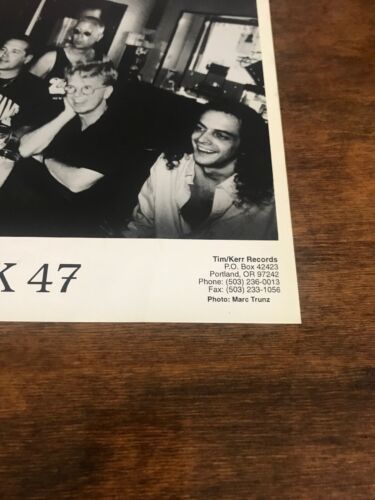 K 47
Tim/Kerr Records
P.O. Box 42423
Portland, OR 97242
Phone: (503) 236-0013
Fax: (503) 233-1056
Photo: Marc Trunz